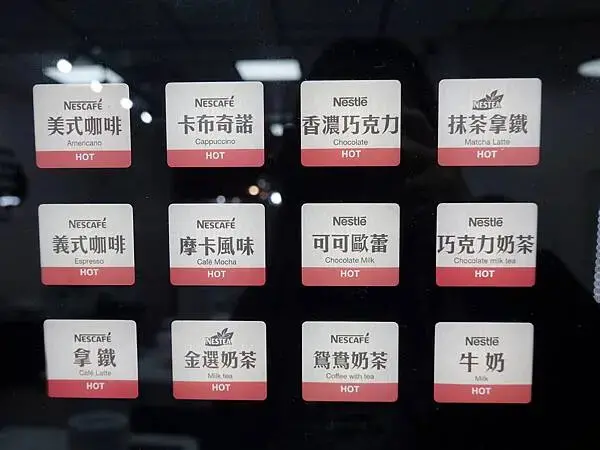 NESCAFÉ
美式咖啡
Americano
HOT
NESCAFÉ
卡布奇諾
Cappuccino
HOT
Nestlē
香濃巧克力
Chocolate
HOT
NESTEA
抹茶拿鐵
Matcha Latte
HOT
NESCAFÉ
義式咖啡
Espresso
HOT
NESCAFÉ
摩卡風味
Café Mocha
HOT
Nestlē
可可歐蕾
Chocolate Milk
HOT
Nestlē
巧克力奶茶
Chocolate milk tea
HOT
NESCAFÉ
拿鐵
Café Latte
HOT
NESTEA
金選奶茶
Milk tea
HOT
NESCAFÉ
鴛鴦奶茶
Coffee with tea
HOT
Nestlē
牛奶
Milk
HOT